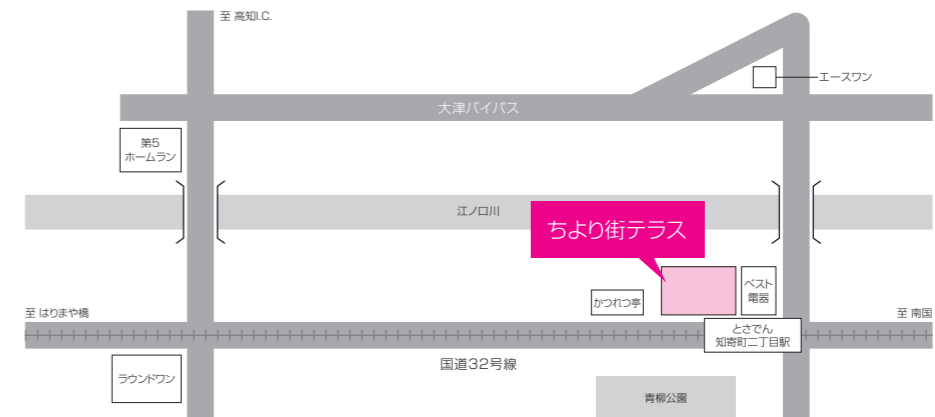 至 高知I.C.
エースワン
大津バイパス
第5
ホームラン
江ノ口川
ちより街テラス
ベスト
電器
かつれつ亭
至 はりまや橋
至 南国
とさでん
知寄町二丁目駅
国道32号線
ラウンドワン
青柳公園